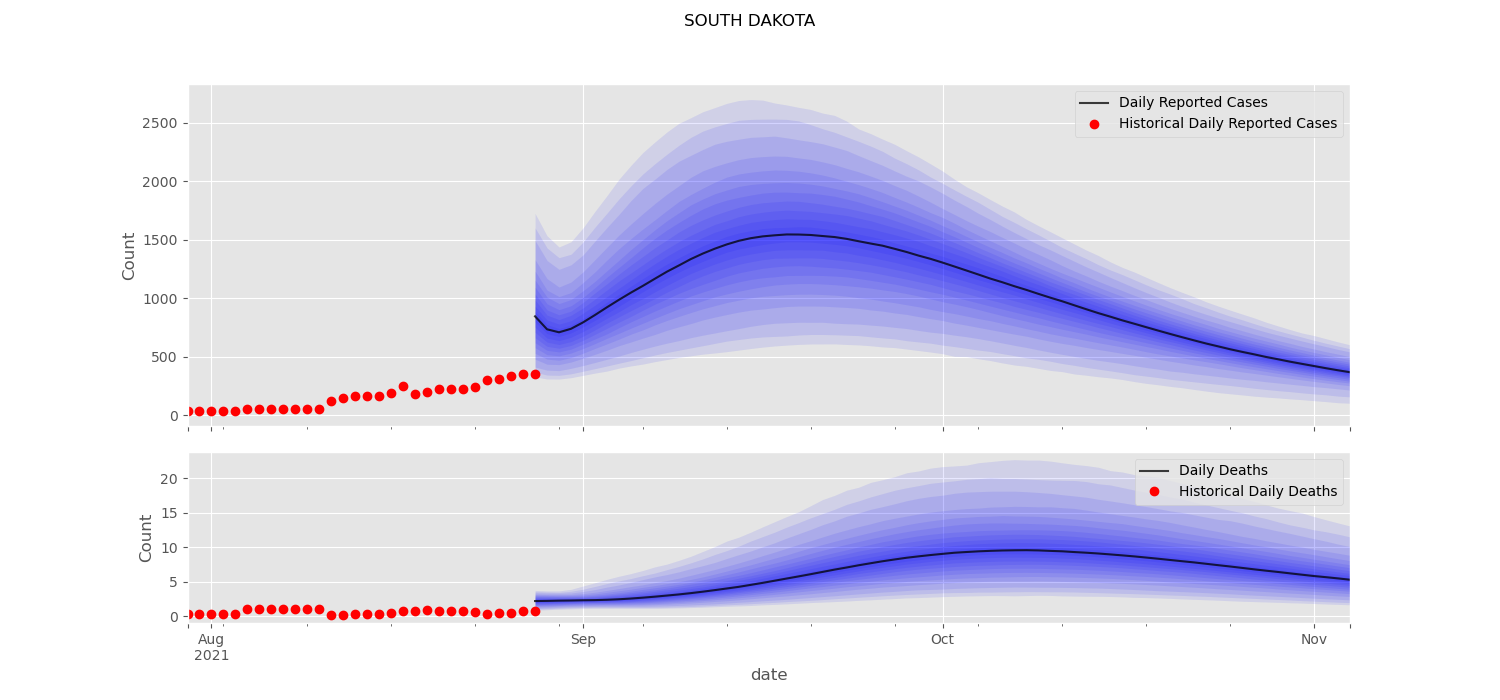 SOUTH DAKOTA
Daily Reported Cases
Historical Daily Reported Cases
2500
2000
1500
1000
500
0
Count
Daily Deaths
Historical Daily Deaths
20
15
10
5
0
Count
Aug Sep Oct Nov
2021
date